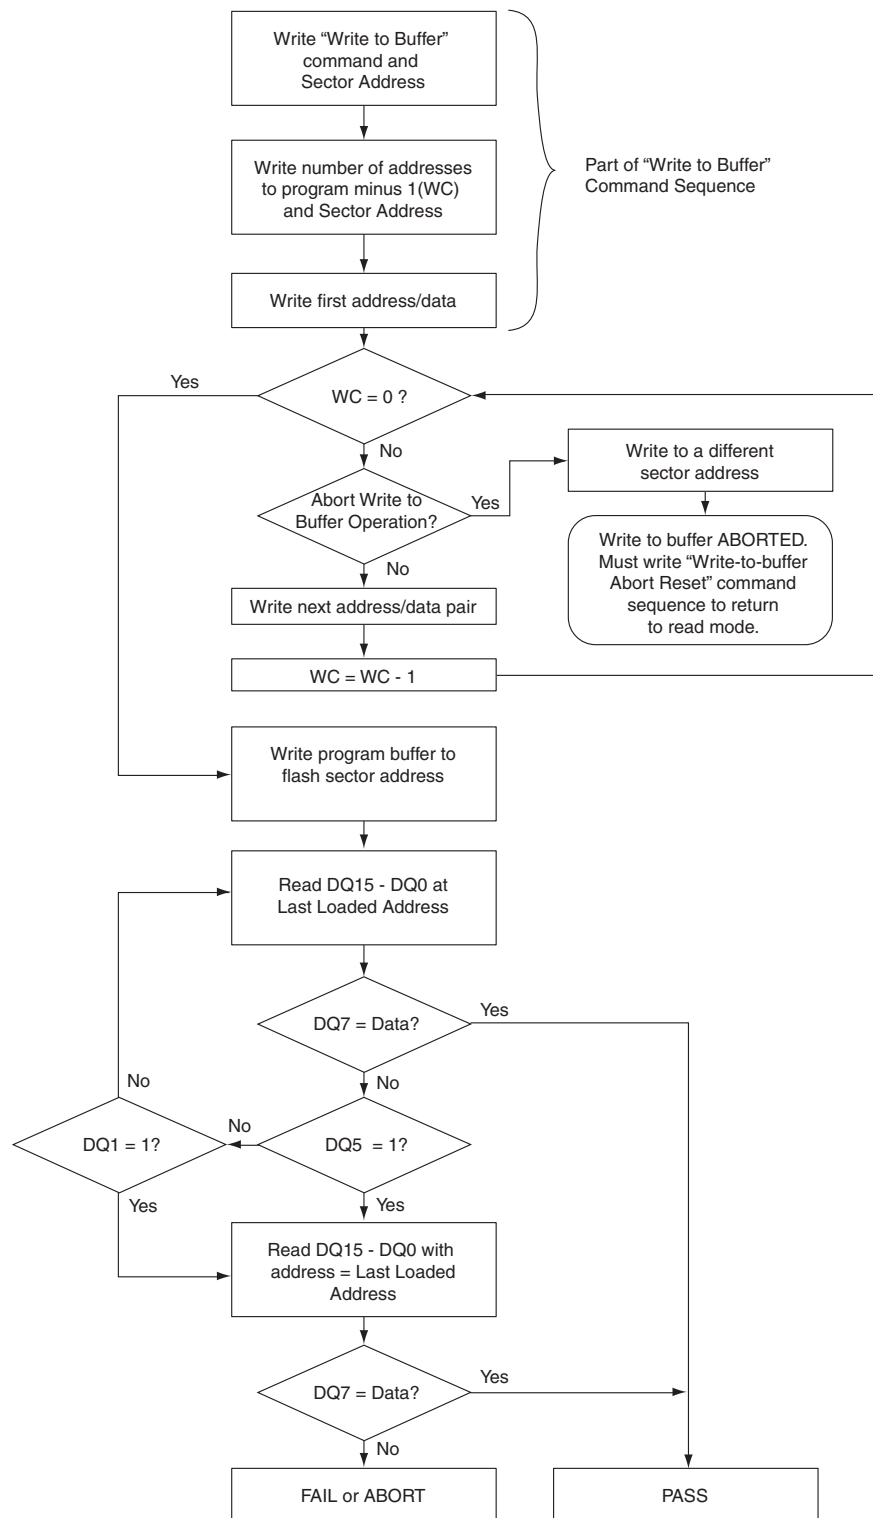 Write “Write to Buffer”
command and
Sector Address
Write number of addresses
to program minus 1(WC)
and Sector Address
Part of “Write to Buffer”
Command Sequence
Write first address/data
Yes
WC = 0 ?
No
Write to a different
sector address
Abort Write to
Buffer Operation?
Yes
Write to buffer ABORTED.
Must write “Write-to-buffer
Abort Reset” command
sequence to return
to read mode.
No
Write next address/data pair
WC = WC - 1
Write program buffer to
flash sector address
Read DQ15 - DQ0 at
Last Loaded Address
DQ7 = Data?
Yes
No
No
DQ1 = 1?
No
DQ5 = 1?
Yes
Yes
Read DQ15 - DQ0 with
address = Last Loaded
Address
DQ7 = Data?
Yes
No
FAIL or ABORT
PASS